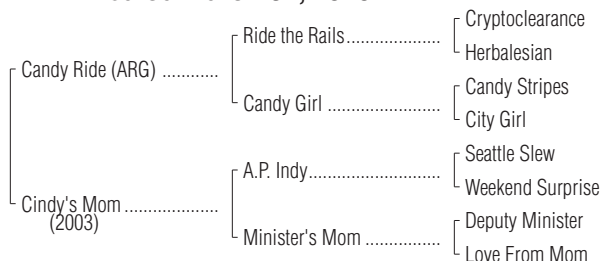 Cryptoclearance
Ride the Rails....................
Herbalesian
Candy Ride (ARG) ............
Candy Stripes
Candy Girl ........................
City Girl
Seattle Slew
A.P. Indy............................
Weekend Surprise
Cindy's Mom ....................
(2003)
Deputy Minister
Minister's Mom ................
Love From Mom